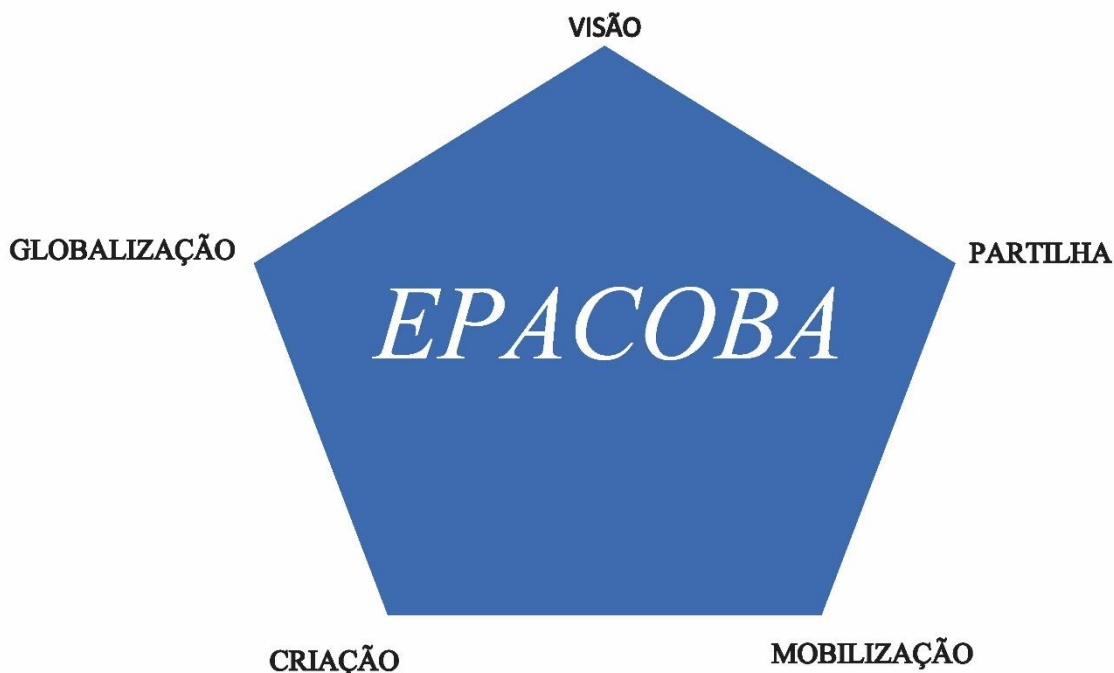 VISÃO
GLOBALIZAÇÃO
PARTILHA
EPACOBA
CRIAÇÃO
MOBILIZAÇÃO